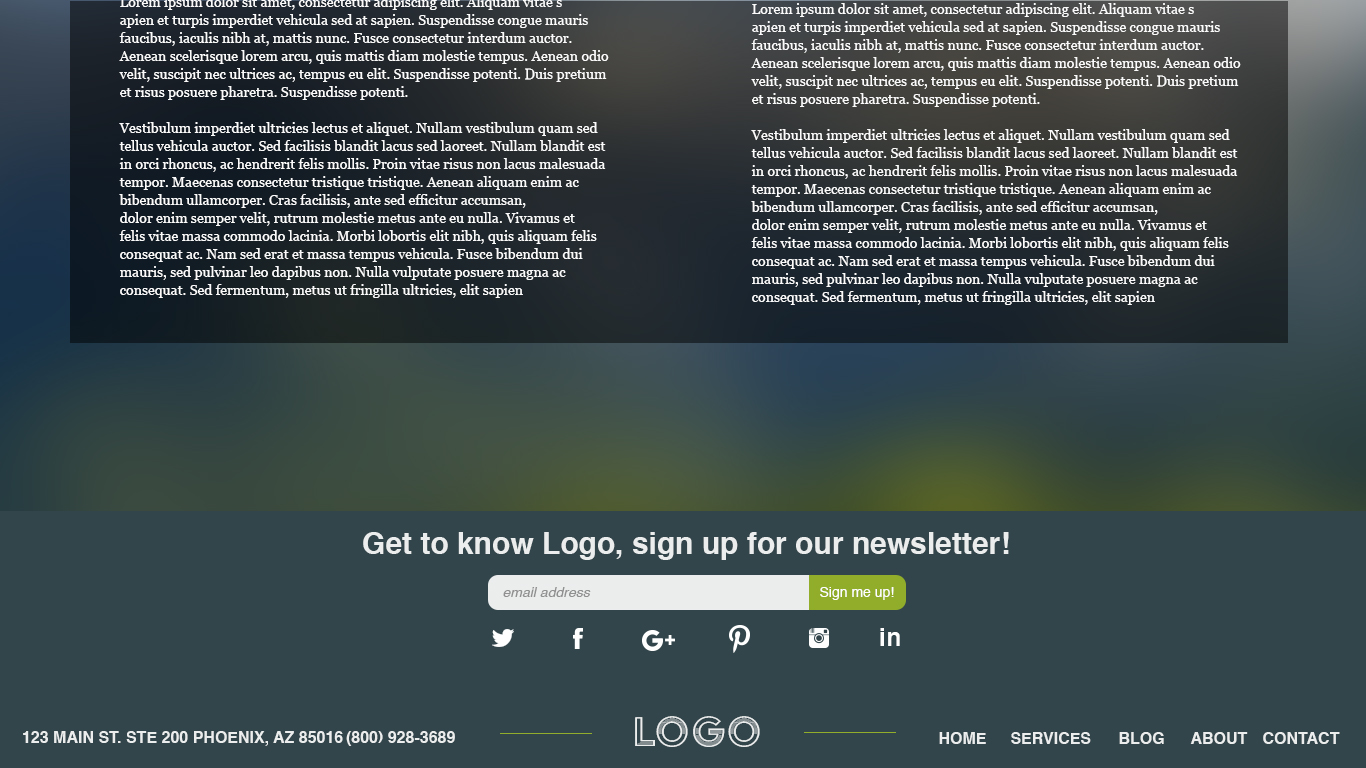 Lorem ipsum dolor sit amet, consectetur adipiscing elit. Aliquam vitae s
apien et turpis imperdiet vehicula sed at sapien. Suspendisse congue mauris
faucibus, iaculis nibh at, mattis nunc. Fusce consectetur interdum auctor.
Aenean scelerisque lorem arcu, quis mattis diam molestie tempus. Aenean odio
velit, suscipit nec ultrices ac, tempus eu elit. Suspendisse potenti. Duis pretium
et risus posuere pharetra. Suspendisse potenti.
Vestibulum imperdiet ultricies lectus et aliquet. Nullam vestibulum quam sed
tellus vehicula auctor. Sed facilisis blandit lacus sed laoreet. Nullam blandit est
in orci rhoncus, ac hendrerit felis mollis. Proin vitae risus non lacus malesuada
tempor. Maecenas consectetur tristique tristique. Aenean aliquam enim ac
bibendum ullamcorper. Cras facilisis, ante sed efficitur accumsan,
dolor enim semper velit, rutrum molestie metus ante eu nulla. Vivamus et
felis vitae massa commodo lacinia. Morbi lobortis elit nibh, quis aliquam felis
consequat ac. Nam sed erat et massa tempus vehicula. Fusce bibendum dui
mauris, sed pulvinar leo dapibus non. Nulla vulputate posuere magna ac
consequat. Sed fermentum, metus ut fringilla ultricies, elit sapien
Lorem ipsum dolor sit amet, consectetur adipiscing elit. Aliquam vitae s
apien et turpis imperdiet vehicula sed at sapien. Suspendisse congue mauris
faucibus, iaculis nibh at, mattis nunc. Fusce consectetur interdum auctor.
Aenean scelerisque lorem arcu, quis mattis diam molestie tempus. Aenean odio
velit, suscipit nec ultrices ac, tempus eu elit. Suspendisse potenti. Duis pretium
et risus posuere pharetra. Suspendisse potenti.
Vestibulum imperdiet ultricies lectus et aliquet. Nullam vestibulum quam sed
tellus vehicula auctor. Sed facilisis blandit lacus sed laoreet. Nullam blandit est
in orci rhoncus, ac hendrerit felis mollis. Proin vitae risus non lacus malesuada
tempor. Maecenas consectetur tristique tristique. Aenean aliquam enim ac
bibendum ullamcorper. Cras facilisis, ante sed efficitur accumsan,
dolor enim semper velit, rutrum molestie metus ante eu nulla. Vivamus et
felis vitae massa commodo lacinia. Morbi lobortis elit nibh, quis aliquam felis
consequat ac. Nam sed erat et massa tempus vehicula. Fusce bibendum dui
mauris, sed pulvinar leo dapibus non. Nulla vulputate posuere magna ac
consequat. Sed fermentum, metus ut fringilla ultricies, elit sapien
Get to know Logo, sign up for our newsletter!
email address Sign me up!
f G+ in
123 MAIN ST. STE 200 PHOENIX, AZ 85016 (800) 928-3689 LOGO HOME SERVICES BLOG ABOUT CONTACT